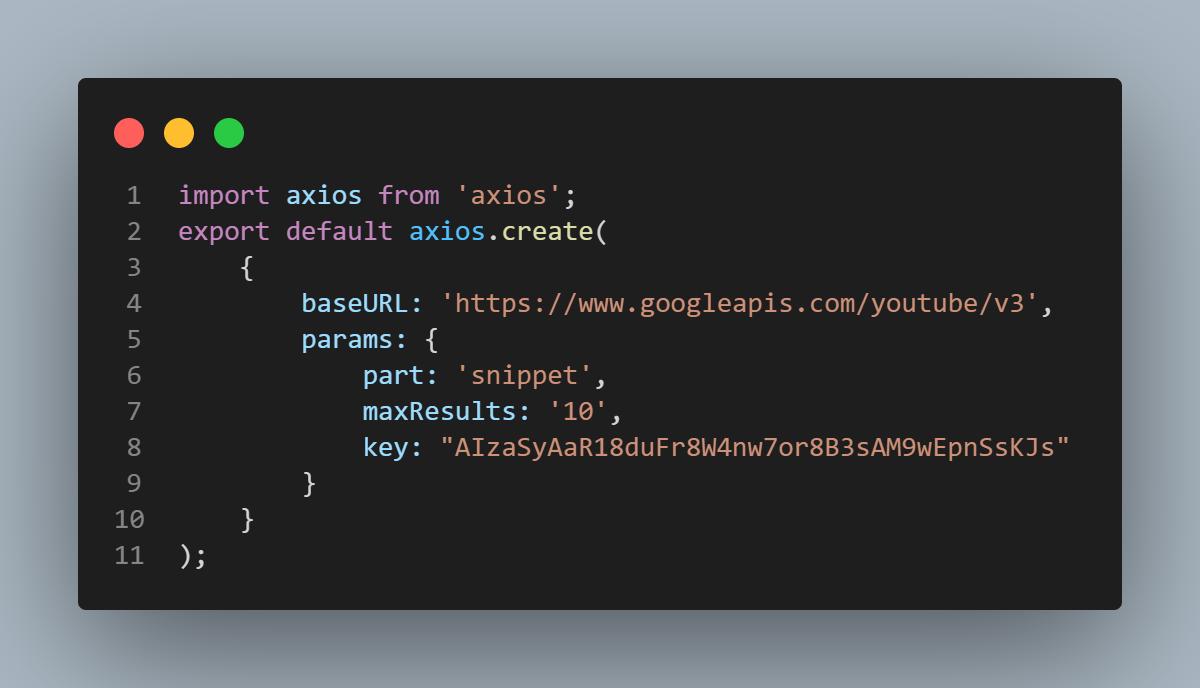 1 import axios from 'axios';
2 export default axios.create(
3     {
4         baseURL: 'https://www.googleapis.com/youtube/v3',
5         params: {
6             part: 'snippet',
7             maxResults: '10',
8             key: "AIzaSyAaR18duFr8W4nw7or8B3sAM9wEpnSsKJs"
9         }
10     }
11 );